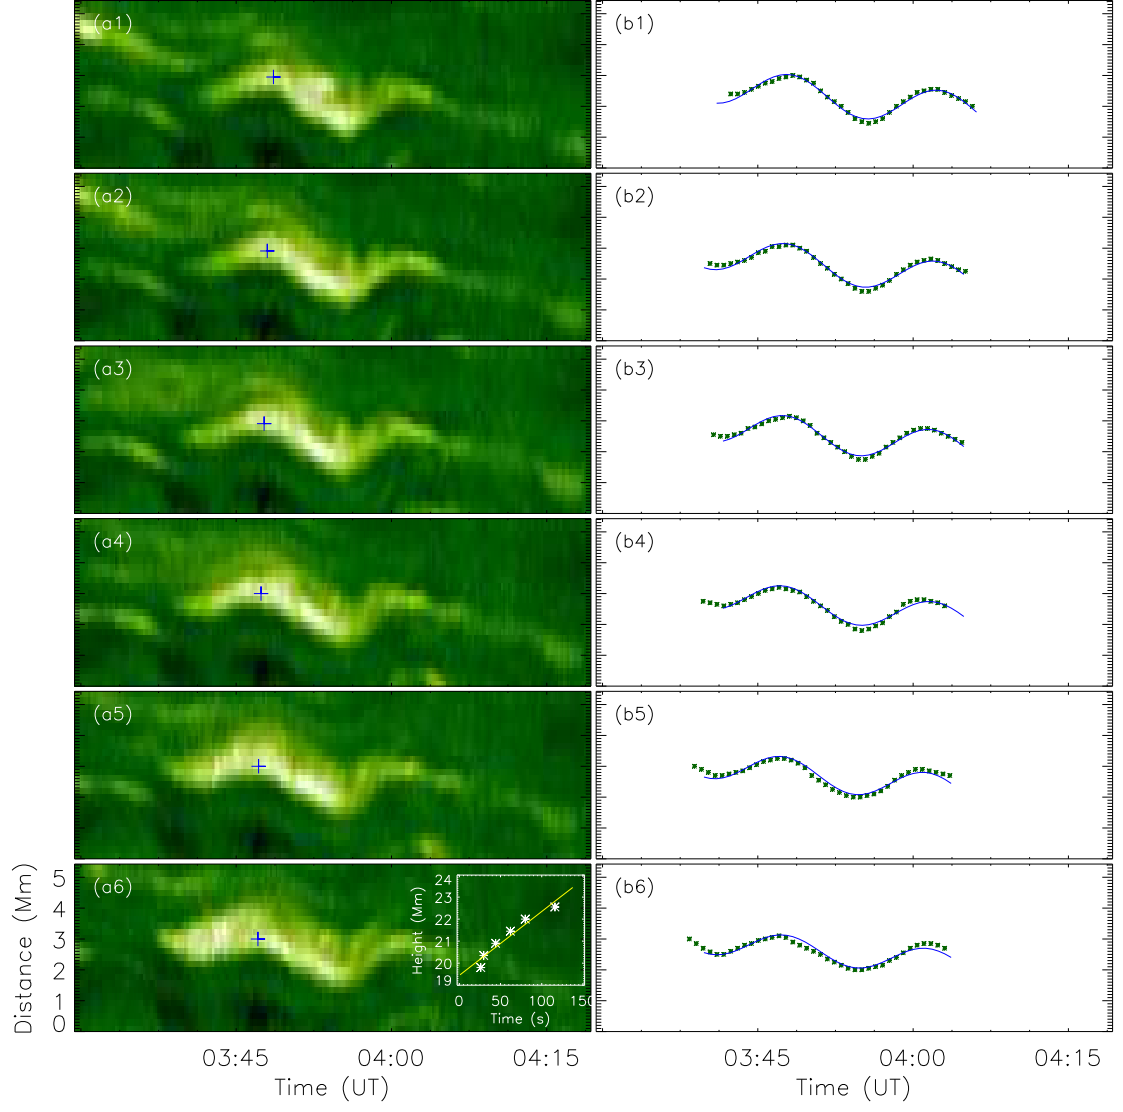 (a1) (b1)
(a2) (b2)
(a3) (b3)
(a4) (b4)
(a5) (b5)
(a6) (b6)
Distance (Mm)
5
4
3
2
1
0
Height (Mm)
24
23
22
21
20
19
0 50 100 150
Time (s)
03:45 04:00 04:15 03:45 04:00 04:15
Time (UT) Time (UT)